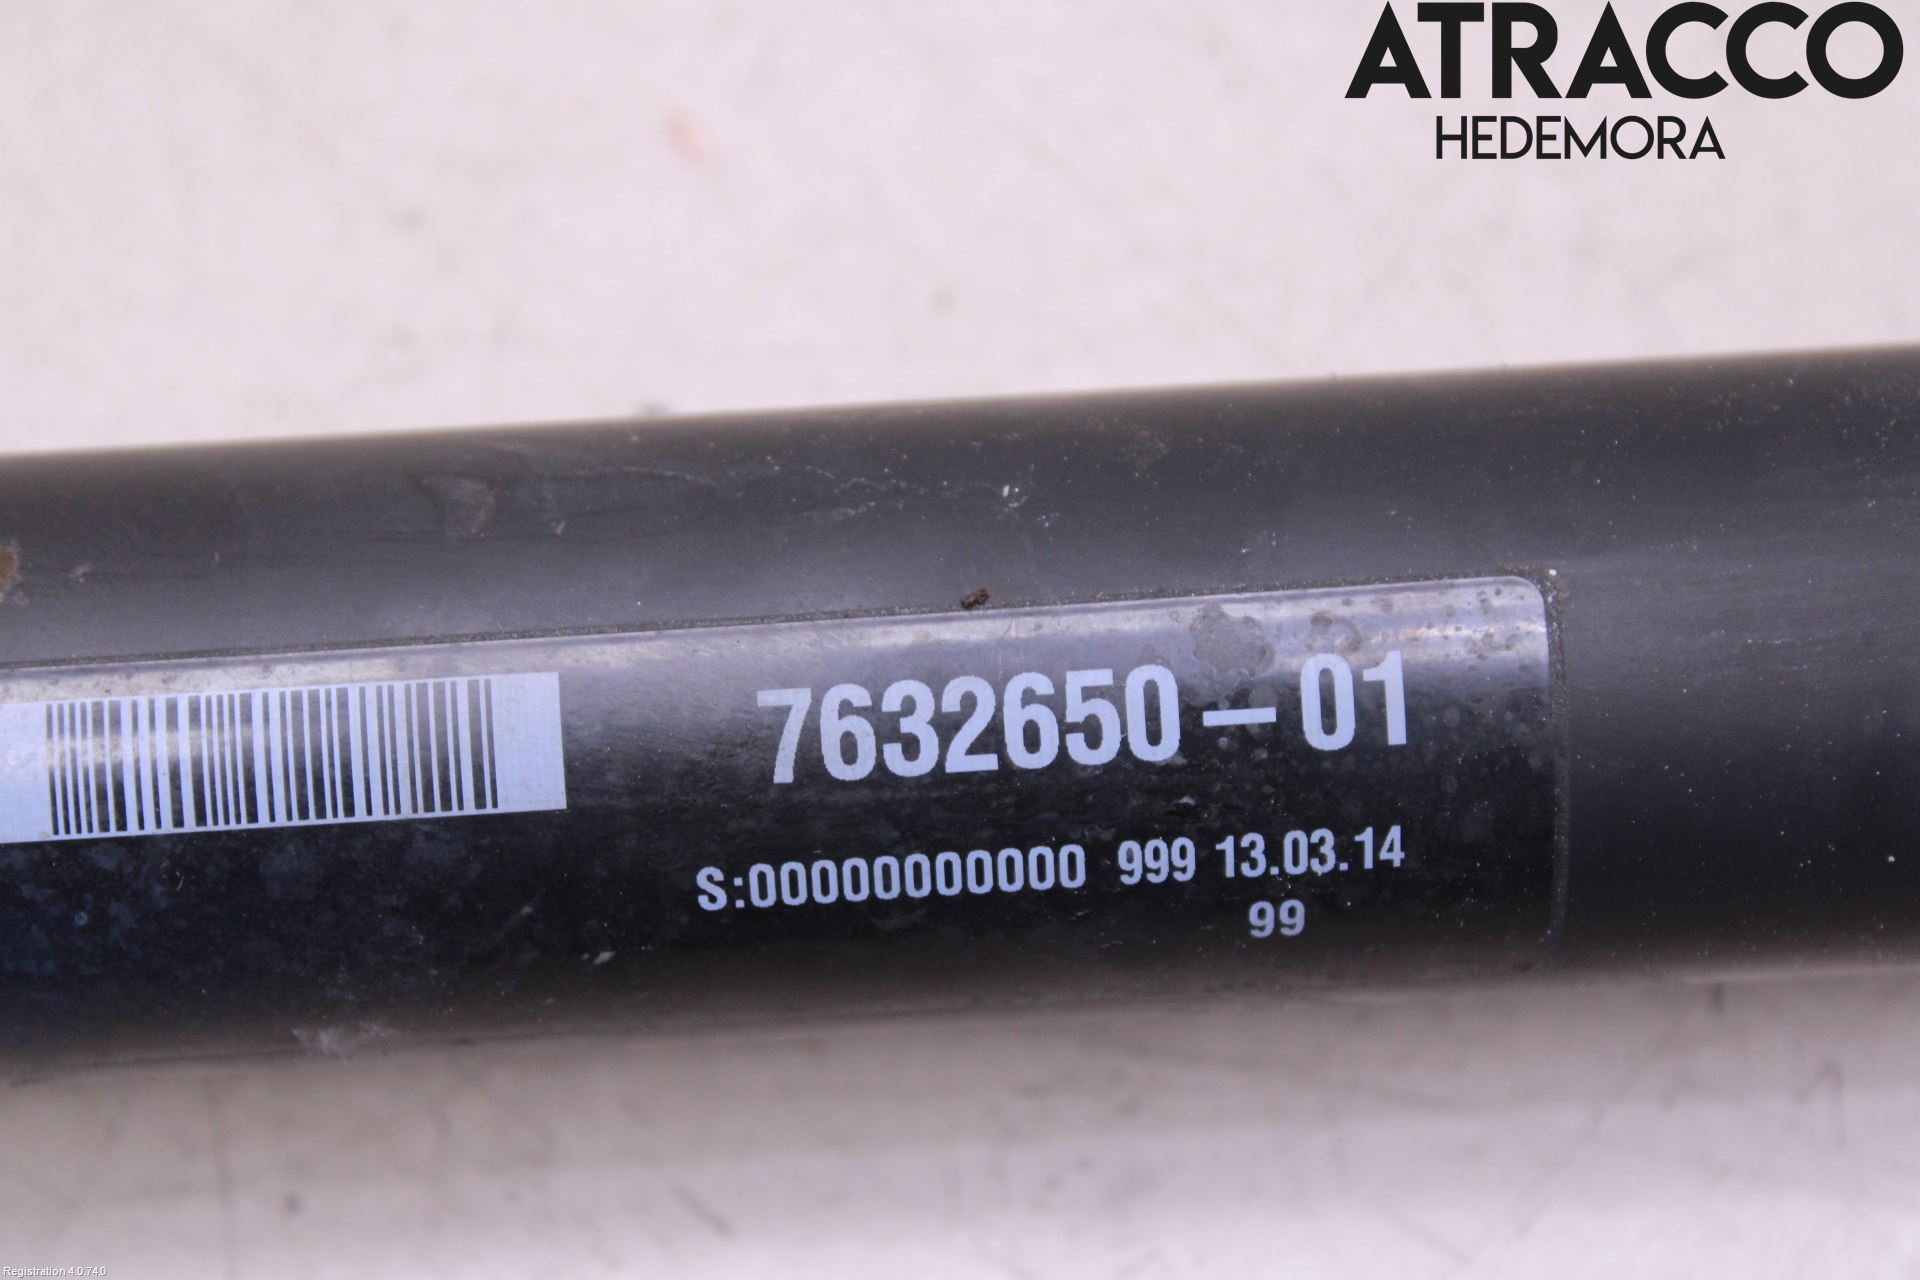 ATRACCO
HEDEMORA
7632650-01
S:00000000000 999 13.03.14
99
Registration 4.0.74.0